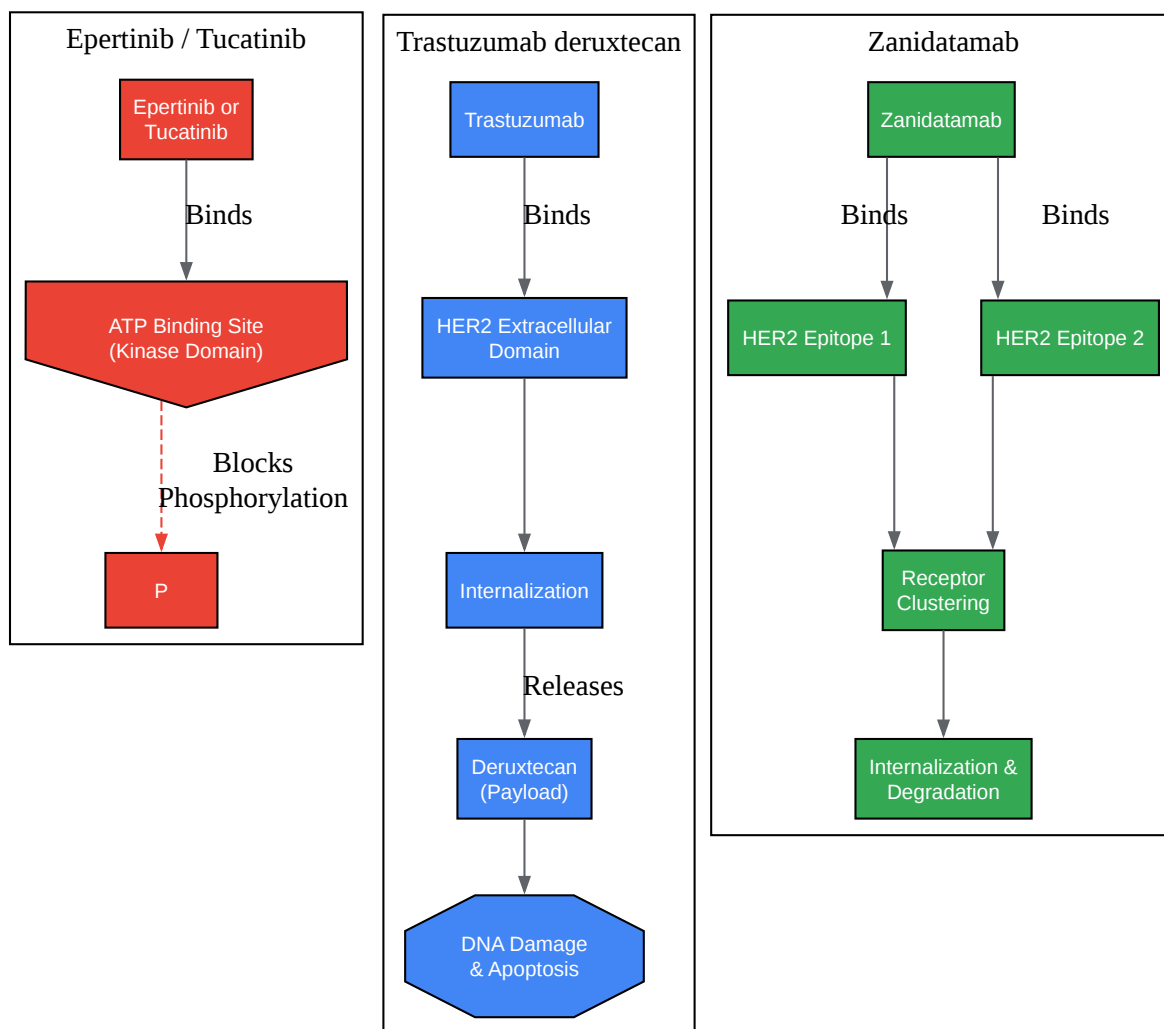 Epertinib / Tucatinib
Epertinib or
Tucatinib
Binds
ATP Binding Site
(Kinase Domain)
Blocks
Phosphorylation
P
Trastuzumab deruxtecan
Trastuzumab
Binds
HER2 Extracellular
Domain
Internalization
Releases
Deruxtecan
(Payload)
DNA Damage
& Apoptosis
Zanidatamab
Zanidatamab
Binds
Binds
HER2 Epitope 1
HER2 Epitope 2
Receptor
Clustering
Internalization &
Degradation